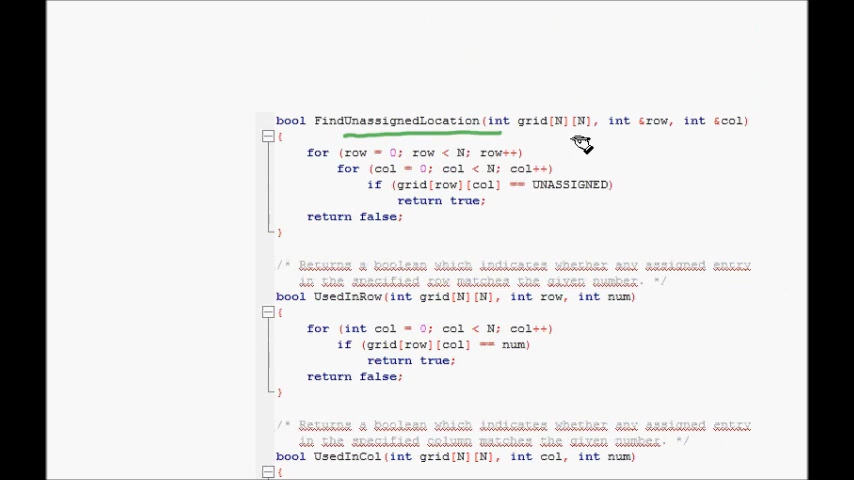 bool FindUnassignedLocation(int grid[N][N], int &row, int &col)
{
for (row = 0; row < N; row++)
for (col = 0; col < N; col++)
if (grid[row][col] == UNASSIGNED)
return true;
return false;
}
/* Returns a boolean which indicates whether any assigned entry
in the specified row matches the given number. */
bool UsedInRow(int grid[N][N], int row, int num)
{
for (int col = 0; col < N; col++)
if (grid[row][col] == num)
return true;
return false;
}
/* Returns a boolean which indicates whether any assigned entry
in the specified column matches the given number. */
bool UsedInCol(int grid[N][N], int col, int num)
{